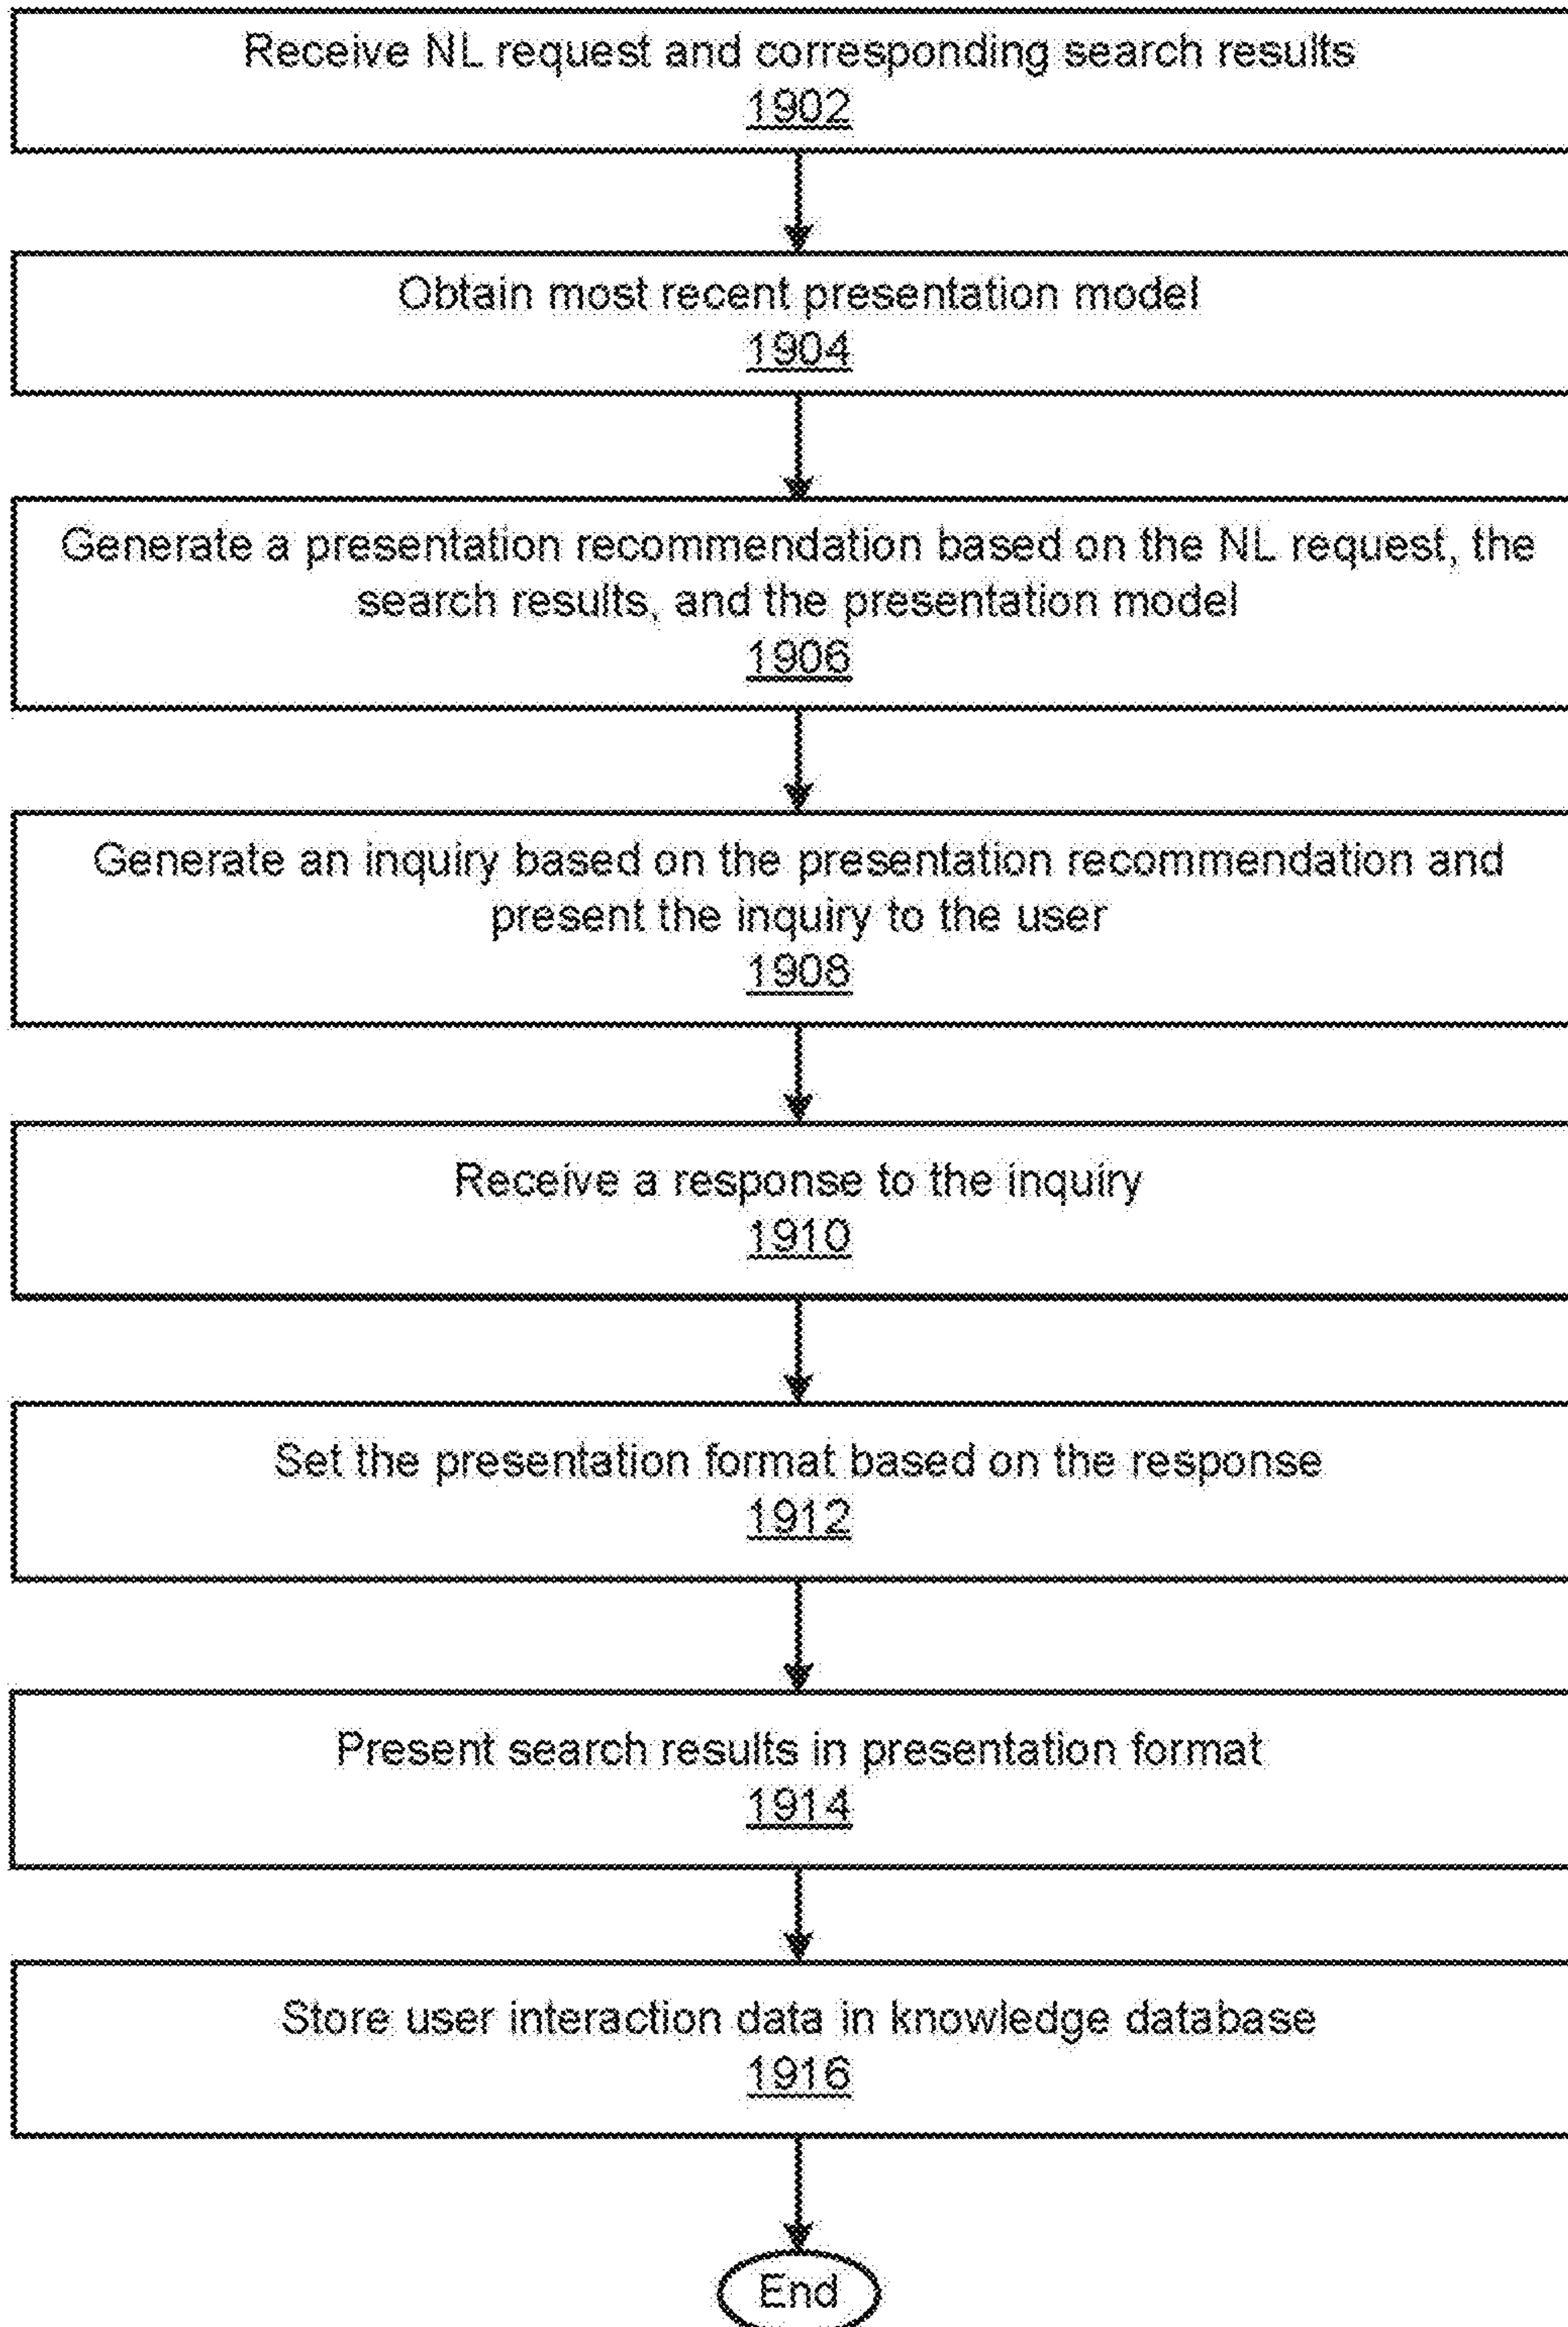 Receive NL request and corresponding search results
1902
Obtain most recent presentation model
1904
Generate a presentation recommendation based on the NL request, the
search results, and the presentation model
1906
Generate an inquiry based on the presentation recommendation and
present the inquiry to the user
1908
Receive a response to the inquiry
1910
Set the presentation format based on the response
1912
Present search results in presentation format
1914
Store user interaction data in knowledge database
1916
End